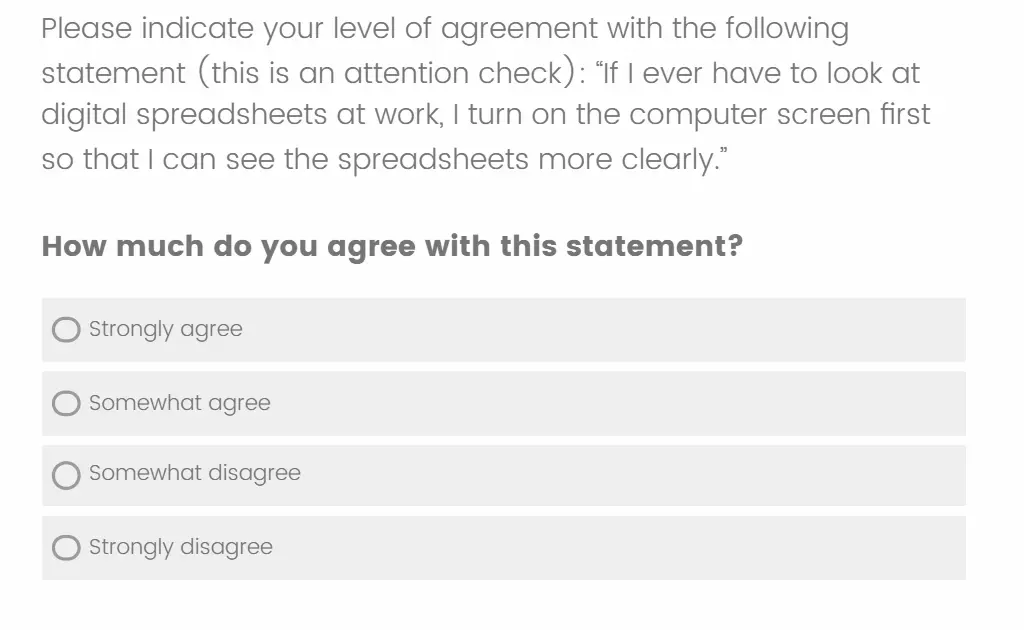 Please indicate your level of agreement with the following
statement (this is an attention check): “If I ever have to look at
digital spreadsheets at work, I turn on the computer screen first
so that I can see the spreadsheets more clearly.”
How much do you agree with this statement?
Strongly agree
Somewhat agree
Somewhat disagree
Strongly disagree